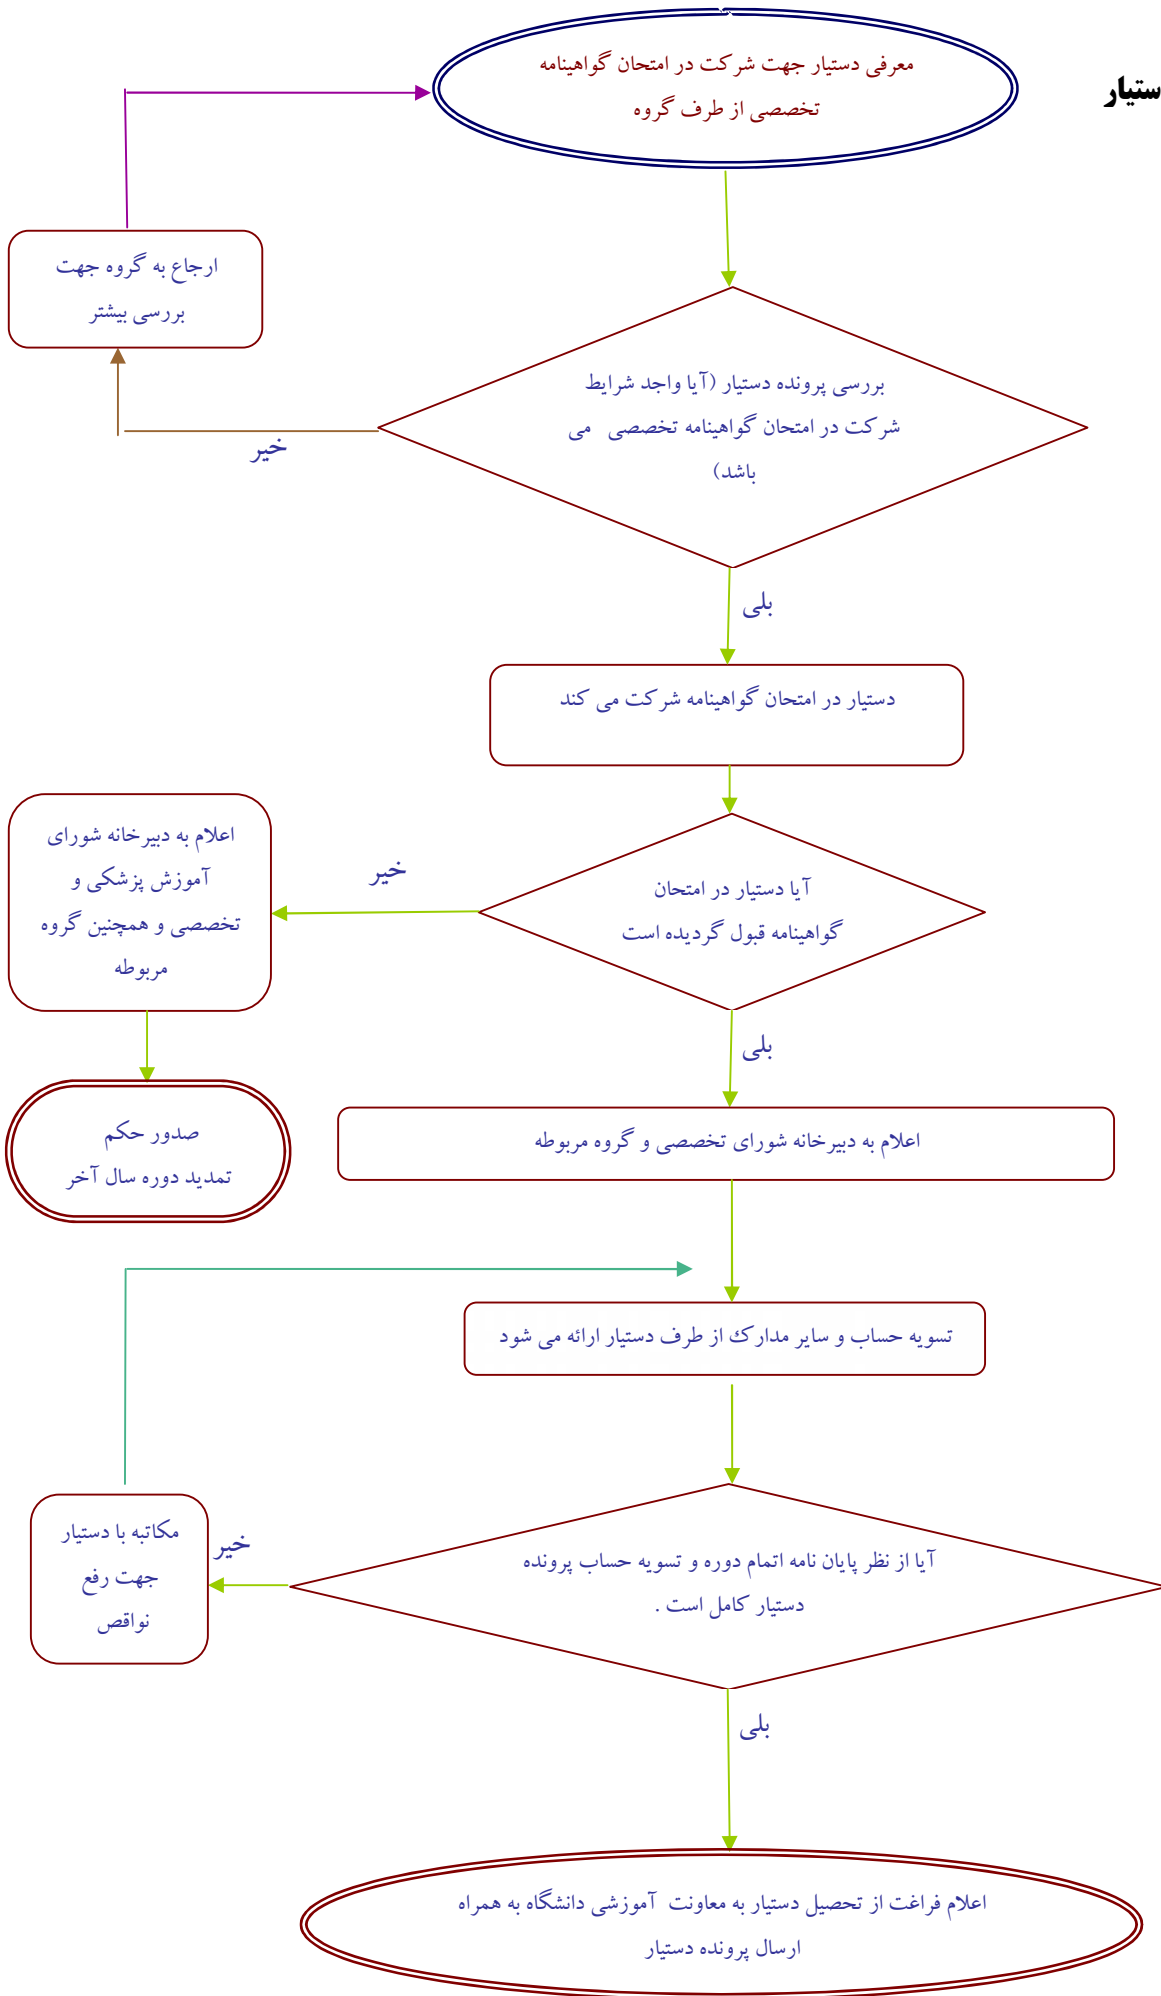 معرفی دستیار جهت شرکت در امتحان گواهینامه
تخصصی از طرف گروه
ستیار
ارجاع به گروه جهت
بررسی بیشتر
بررسی پرونده دستیار (آیا واجد شرایط
شرکت در امتحان گواهینامه تخصصی می
باشد)
خیر
بلی
دستیار در امتحان گواهینامه شرکت می کند
اعلام به دبیرخانه شورای
آموزش پزشکی و
تخصصی و همچنین گروه
مربوطه
خیر
آیا دستیار در امتحان
گواهینامه قبول گردیده است
بلی
صدور حکم
تمدید دوره سال آخر
اعلام به دبیرخانه شورای تخصصی و گروه مربوطه
تسویه حساب و سایر مدارک از طرف دستیار ارائه می شود
مکاتبه با دستیار
جهت رفع
نواقص
خیر
آیا از نظر پایان نامه اتمام دوره و تسویه حساب پرونده
دستیار کامل است .
بلی
اعلام فراغت از تحصیل دستیار به معاونت آموزشی دانشگاه به همراه
ارسال پرونده دستیار